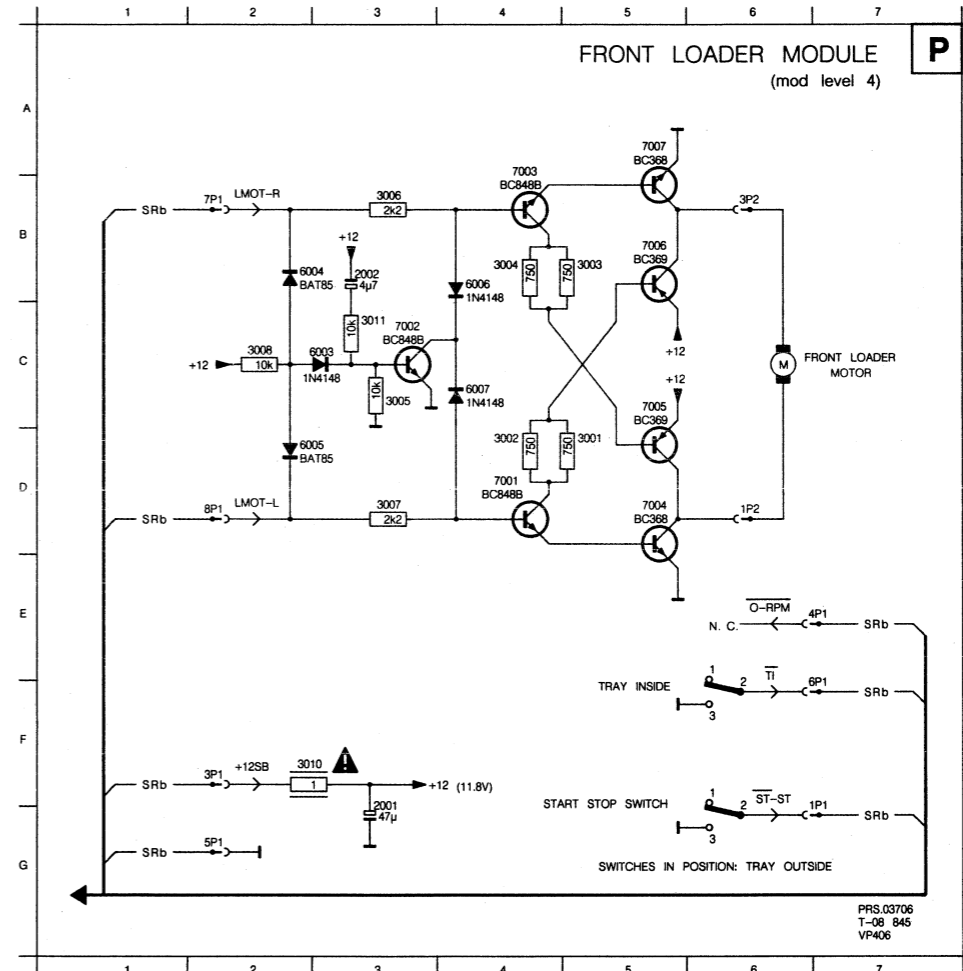 1 2 3 4 5 6 7
FRONT LOADER MODULE
P
(mod level 4)
A
7007
BC368
7003
BC848B
LMOT-R
3006
SRb
7P1
2k2
3P2
B
+12
7006
BC369
6004
BAT85
2002
4µ7
6006
1N4148
3004
750
750
3003
3011
10k
7002
BC848B
C
3008
+12
10k
6003
1N4148
+12
FRONT LOADER
MOTOR
M
10k
3005
6007
1N4148
+12
7005
BC369
6005
BAT85
3002
750
750
3001
7001
BC848B
D
LMOT-L
3007
SRb
8P1
2k2
7004
BC368
1P2
E
O-RPM
N. C.
4P1
SRb
TRAY INSIDE
1
2
3
TI
6P1
SRb
F
SRb
3P1
+12SB
3010
1
+12 (11.8V)
2001
47µ
START STOP SWITCH
1
2
3
ST-ST
1P1
SRb
G
SRb
5P1
SWITCHES IN POSITION: TRAY OUTSIDE
PRS.03706
T-08 845
VP406
1 2 3 4 5 6 7